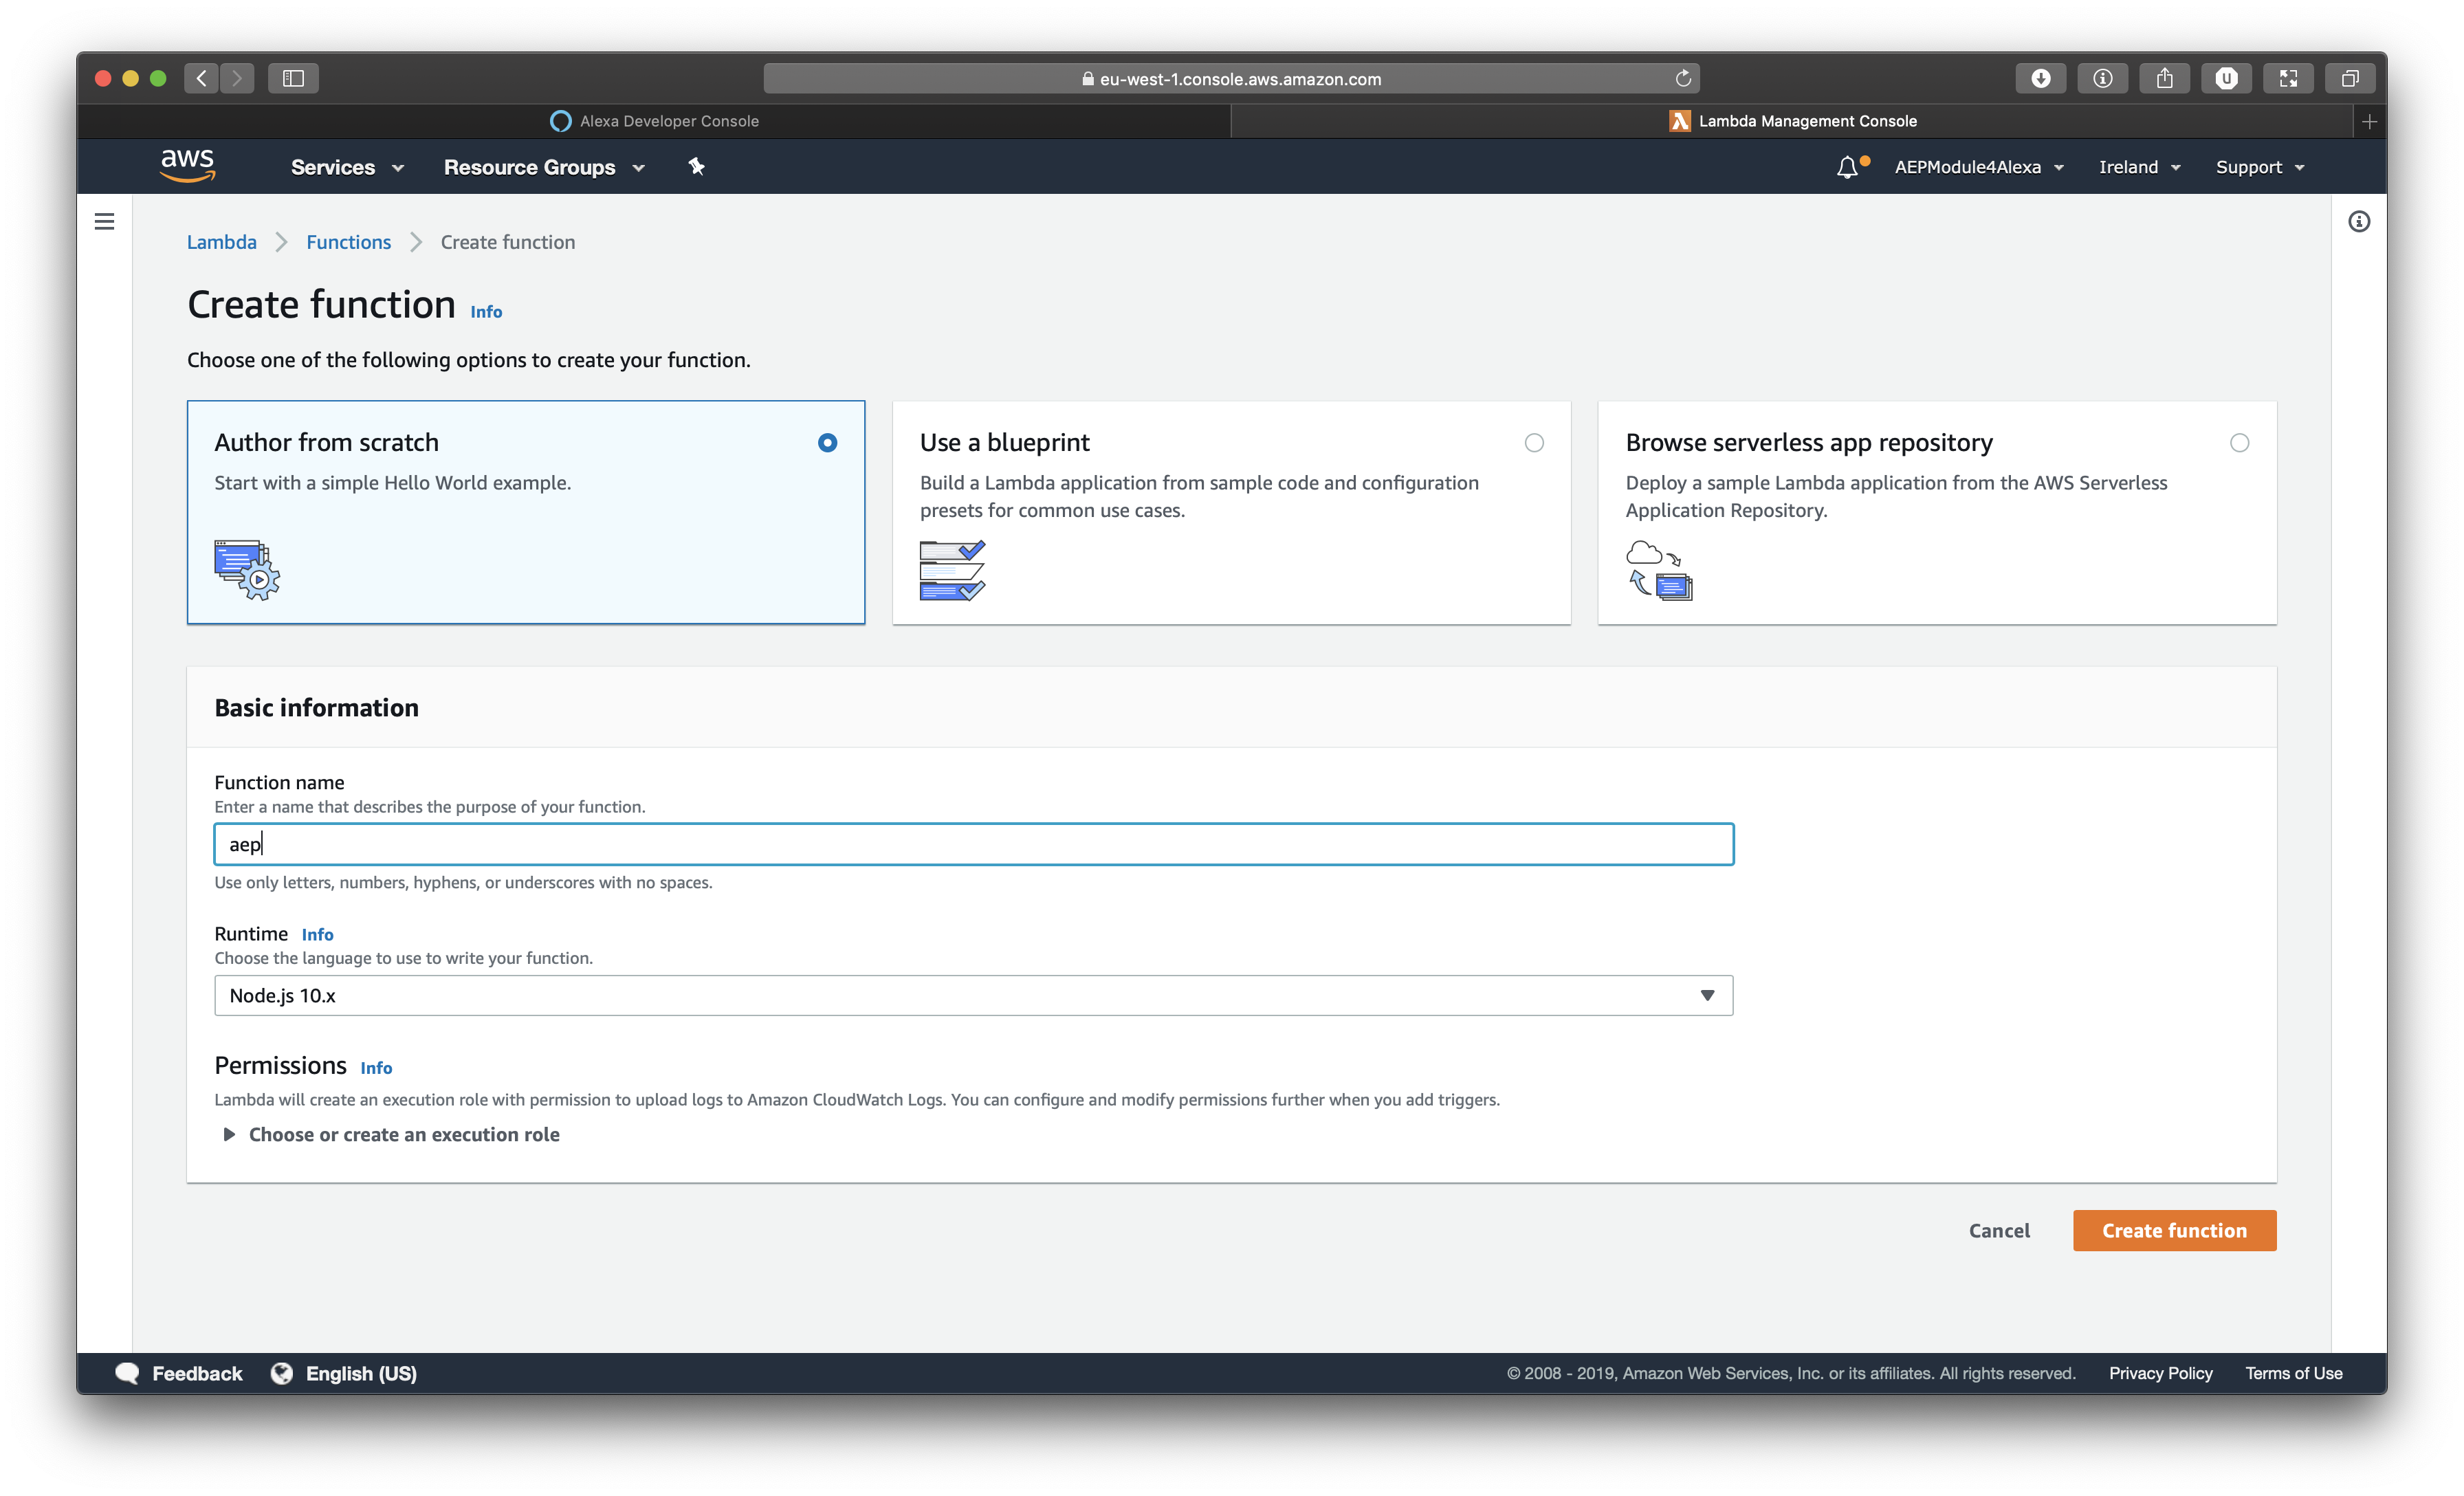 eu-west-1.console.aws.amazon.com
Alexa Developer Console
Lambda Management Console
aws
Services
Resource Groups
AEPModule4Alexa
Ireland
Support
Lambda
Functions
Create function
Create function Info
Choose one of the following options to create your function.
Author from scratch
Start with a simple Hello World example.
Use a blueprint
Build a Lambda application from sample code and configuration
presets for common use cases.
Browse serverless app repository
Deploy a sample Lambda application from the AWS Serverless
Application Repository.
Basic information
Function name
Enter a name that describes the purpose of your function.
aep
Use only letters, numbers, hyphens, or underscores with no spaces.
Runtime Info
Choose the language to use to write your function.
Node.js 10.x
Permissions Info
Lambda will create an execution role with permission to upload logs to Amazon CloudWatch Logs. You can configure and modify permissions further when you add triggers.
Choose or create an execution role
Cancel
Create function
Feedback
English (US)
© 2008 - 2019, Amazon Web Services, Inc. or its affiliates. All rights reserved.
Privacy Policy
Terms of Use